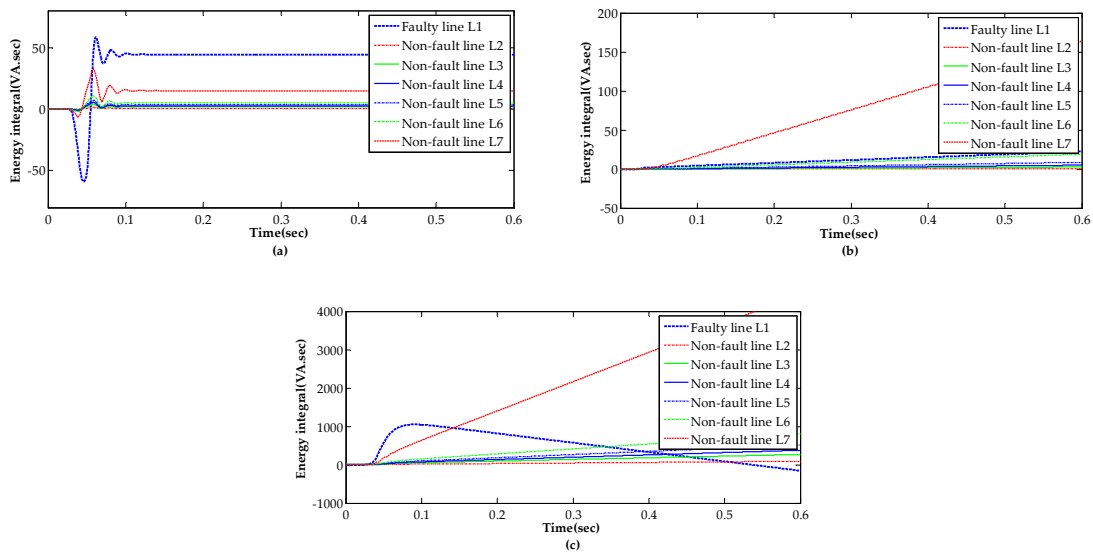 Energy integral(VA.sec)
50
0
-50
0
0.1
0.2
0.3
0.4
0.5
0.6
Time(sec)
(a)
Faulty line L1
Non-fault line L2
Non-fault line L3
Non-fault line L4
Non-fault line L5
Non-fault line L6
Non-fault line L7
Energy integral(VA.sec)
200
150
100
50
0
-50
0
0.1
0.2
0.3
0.4
0.5
0.6
Time(sec)
(b)
Faulty line L1
Non-fault line L2
Non-fault line L3
Non-fault line L4
Non-fault line L5
Non-fault line L6
Non-fault line L7
Energy integral(VA.sec)
4000
3000
2000
1000
0
-1000
0
0.1
0.2
0.3
0.4
0.5
0.6
Time(sec)
(c)
Faulty line L1
Non-fault line L2
Non-fault line L3
Non-fault line L4
Non-fault line L5
Non-fault line L6
Non-fault line L7